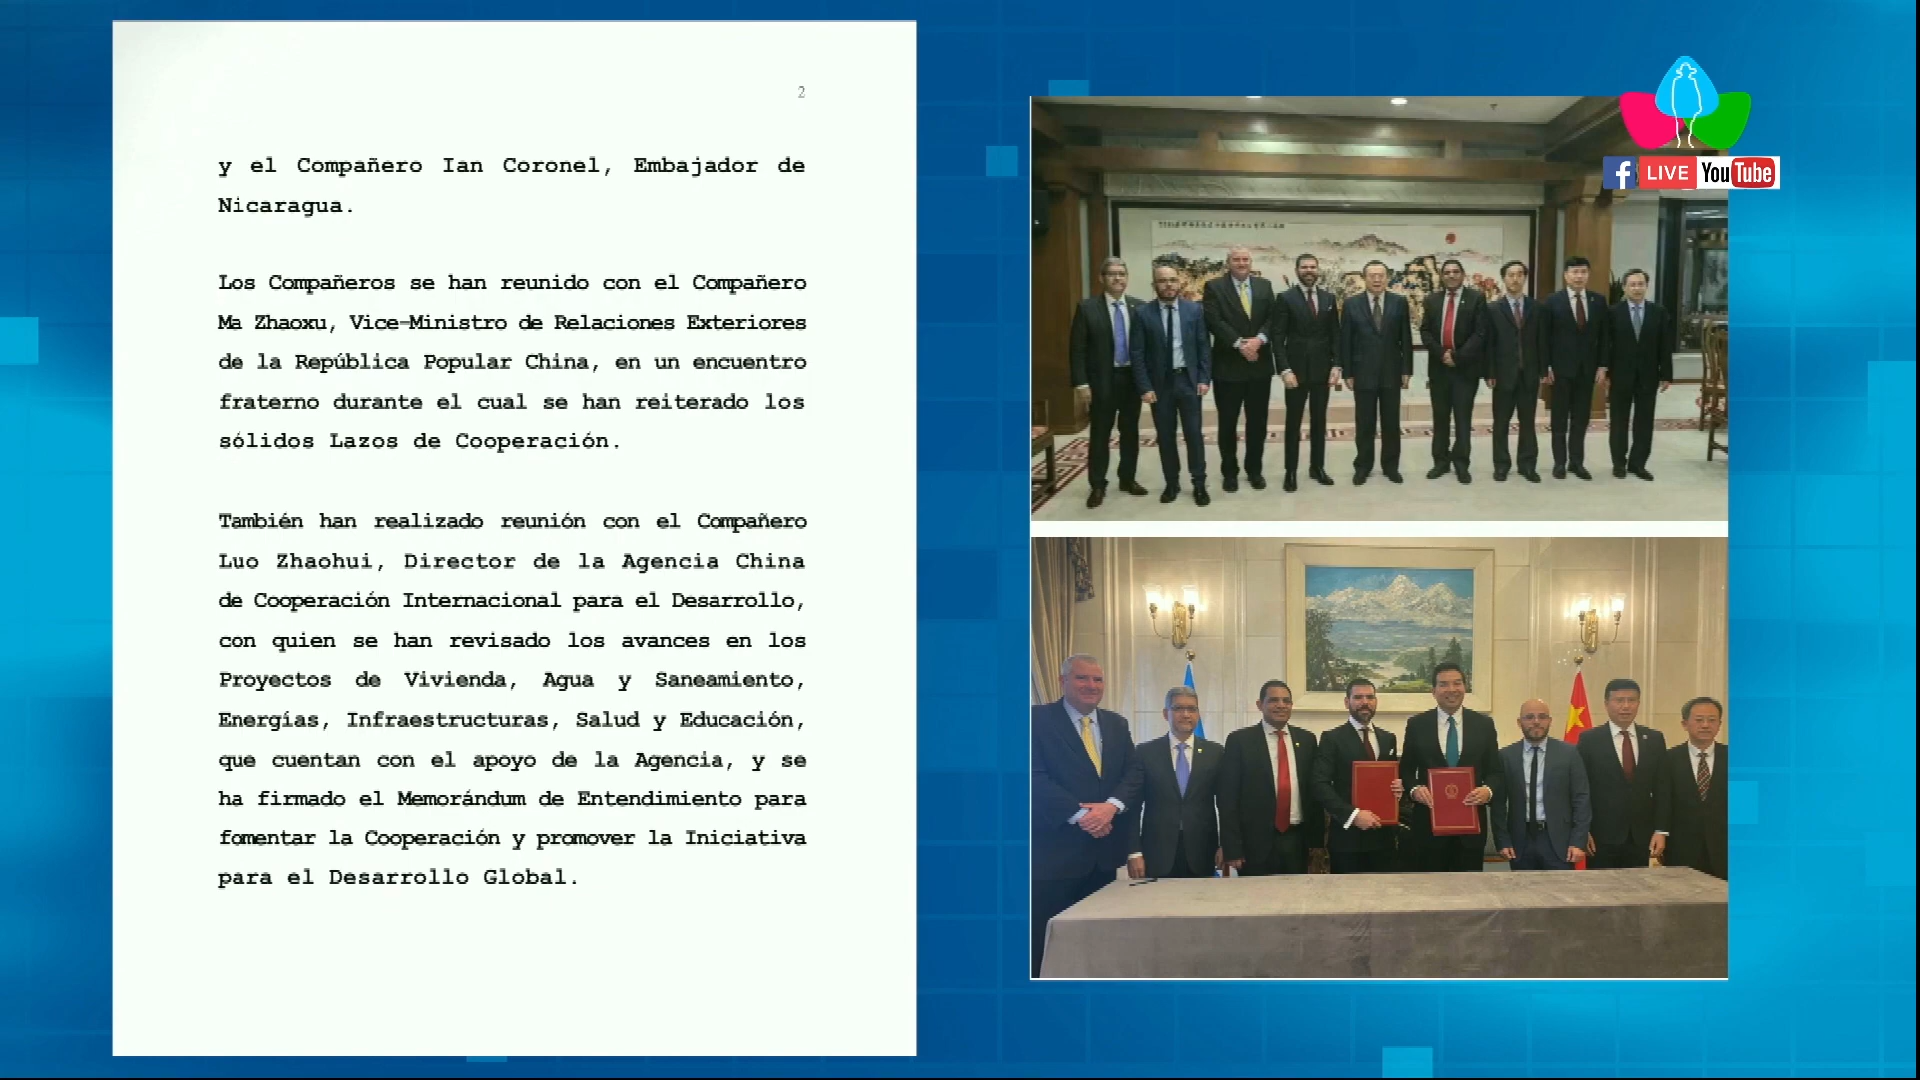 2
y el Compañero Ian Coronel, Embajador de
Nicaragua.
Los Compañeros se han reunido con el Compañero
Ma Zhaoxu, Vice-Ministro de Relaciones Exteriores
de la República Popular China, en un encuentro
fraterno durante el cual se han reiterado los
sólidos Lazos de Cooperación.
También han realizado reunión con el Compañero
Luo Zhaohui, Director de la Agencia China
de Cooperación Internacional para el Desarrollo,
con quien se han revisado los avances en los
Proyectos de Vivienda, Agua y Saneamiento,
Energías, Infraestructuras, Salud y Educación,
que cuentan con el apoyo de la Agencia, y se
ha firmado el Memorándum de Entendimiento para
fomentar la Cooperación y promover la Iniciativa
para el Desarrollo Global.
f LIVE YouTube